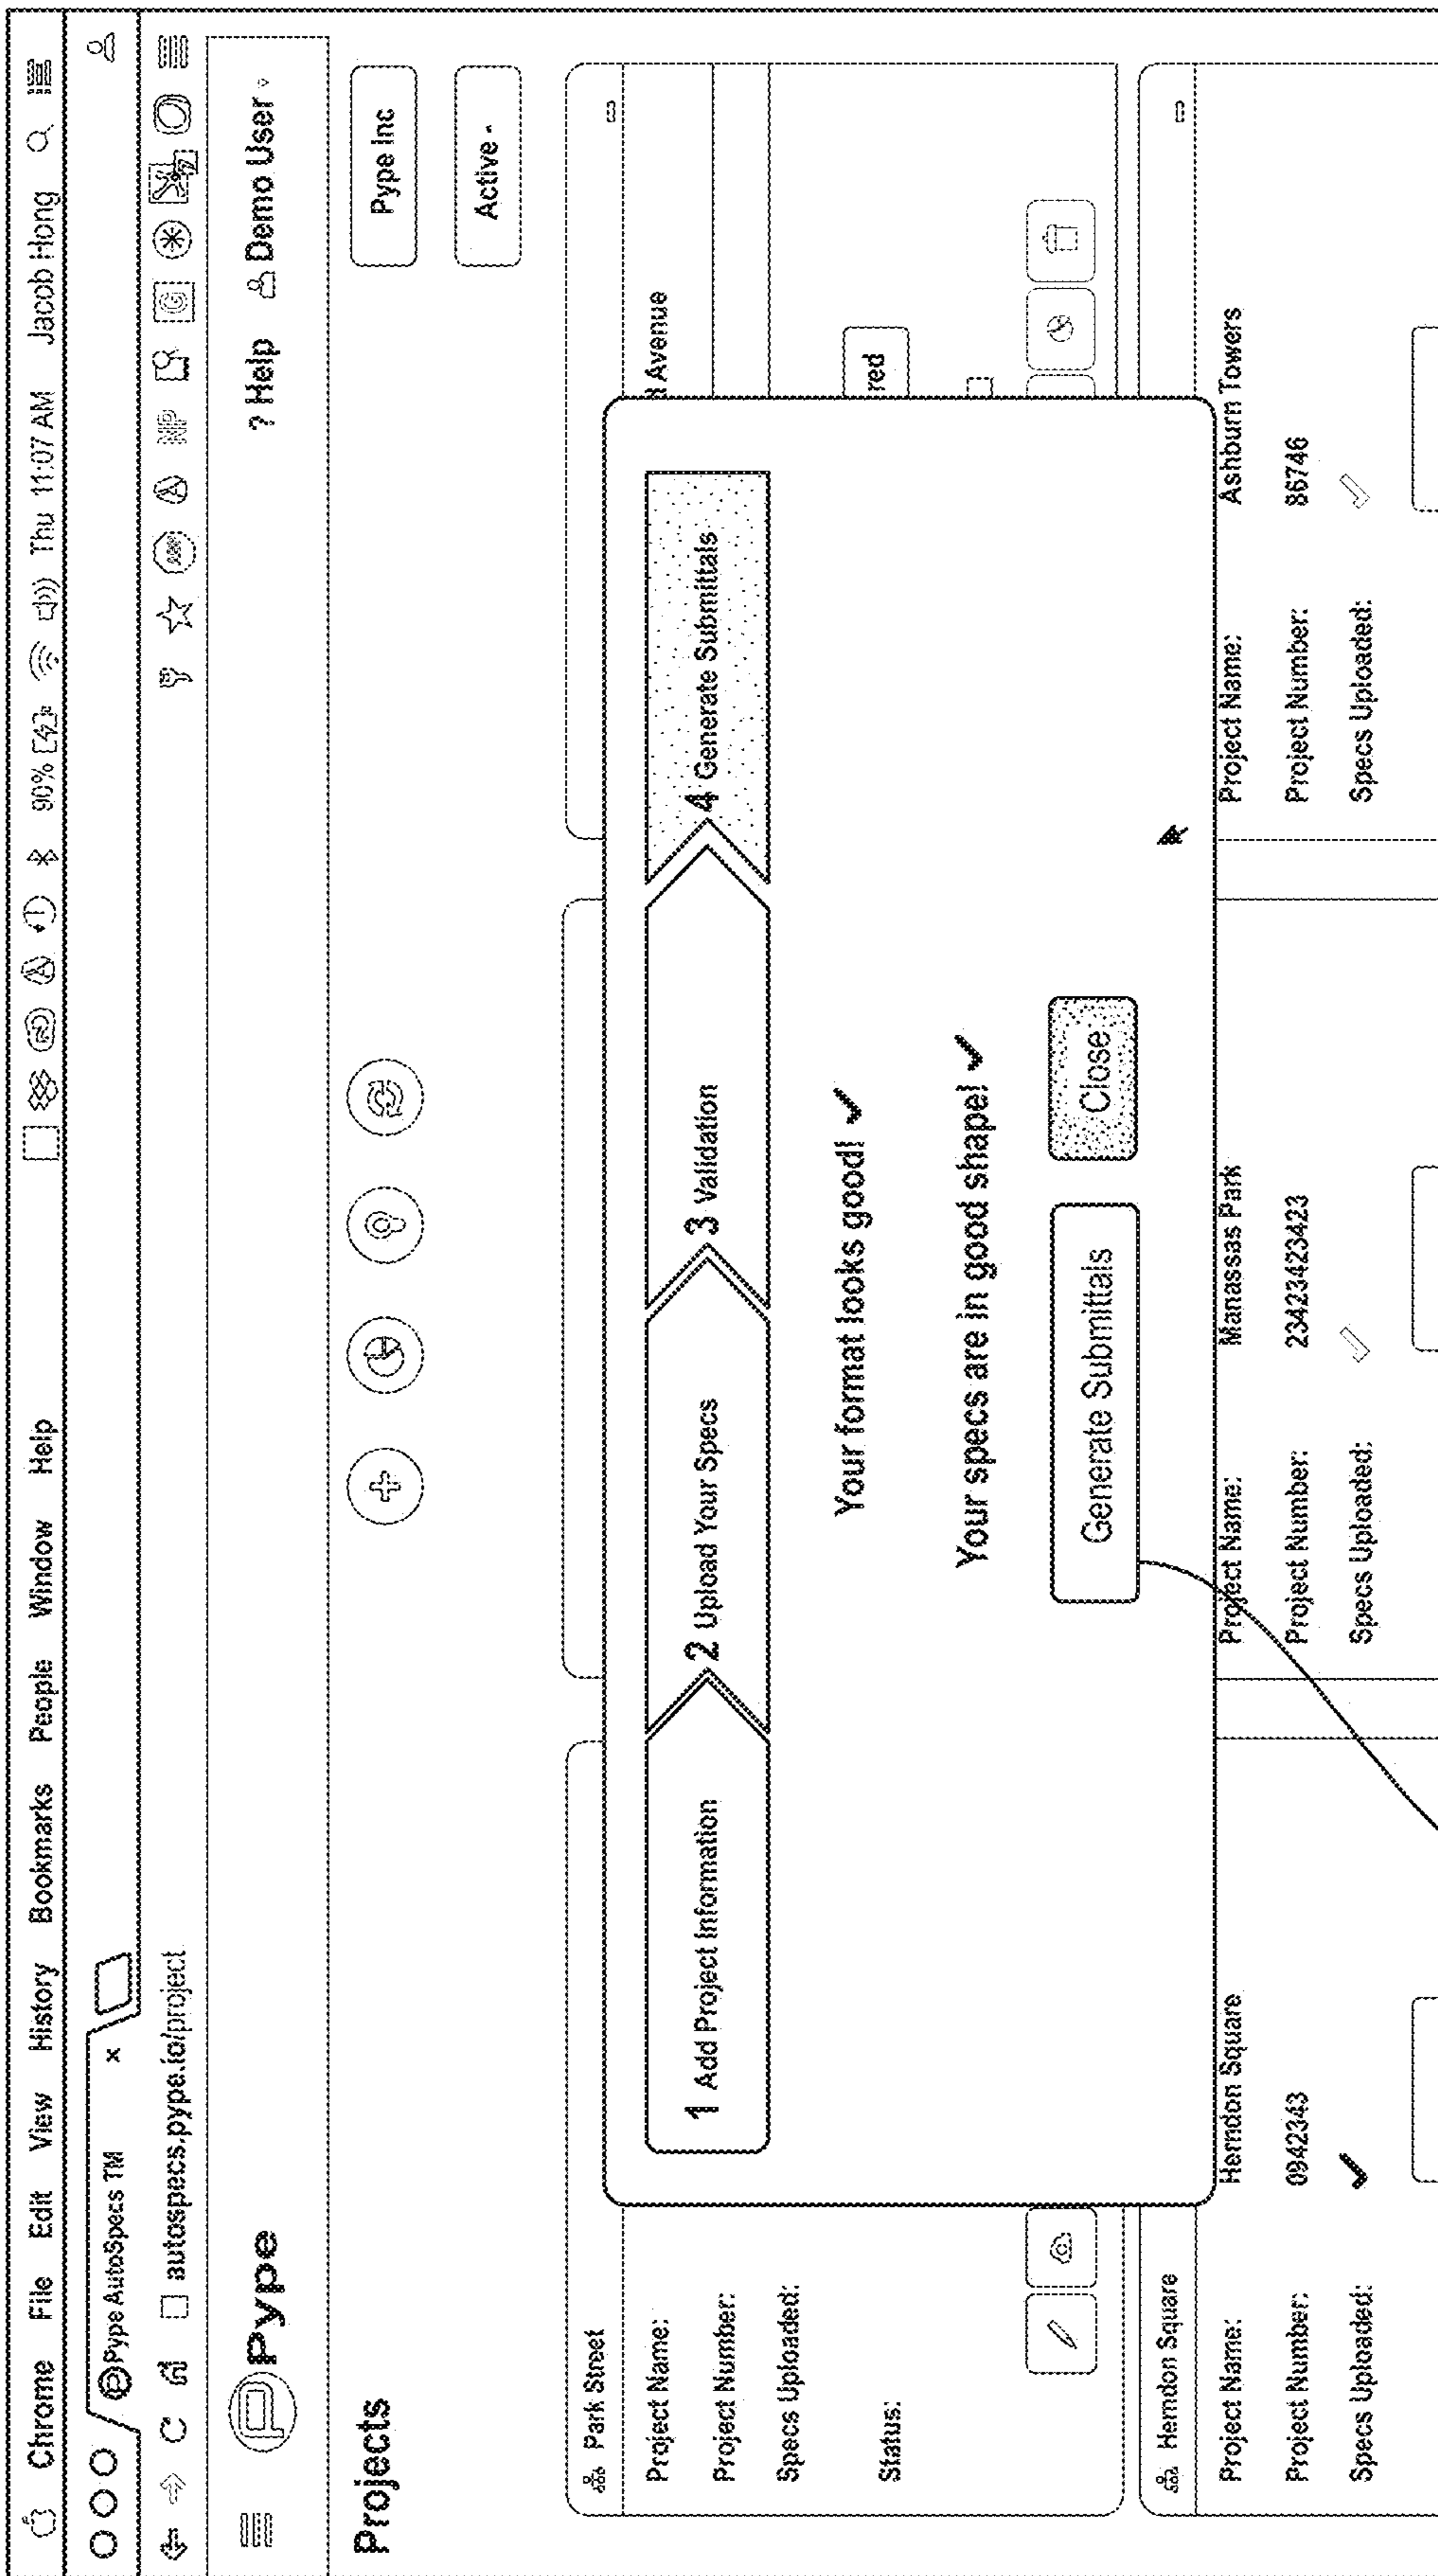 Chrome File Edit View History Bookmarks People Window Help 90% Thu 11:07 AM Jacob Hong
Pype AutoSpecs TM x
autospecs.pype.io/project
Pype ? Help Demo User
Projects
Pype Inc
Active -
Park Street
Project Name:
Avenue
Project Number:
Specs Uploaded:
Status:
red
1 Add Project Information 2 Upload Your Specs 3 Validation 4 Generate Submittals
Your format looks good! ✓
Your specs are in good shape! ✓
Generate Submittals Close
Herndon Square
Project Name: Herndon Square Project Name: Manassas Park Project Name: Ashburn Towers
Project Number: 0942343 Project Number: 23423423423 Project Number: 86746
Specs Uploaded: ✓ Specs Uploaded: ✓ Specs Uploaded: ✓